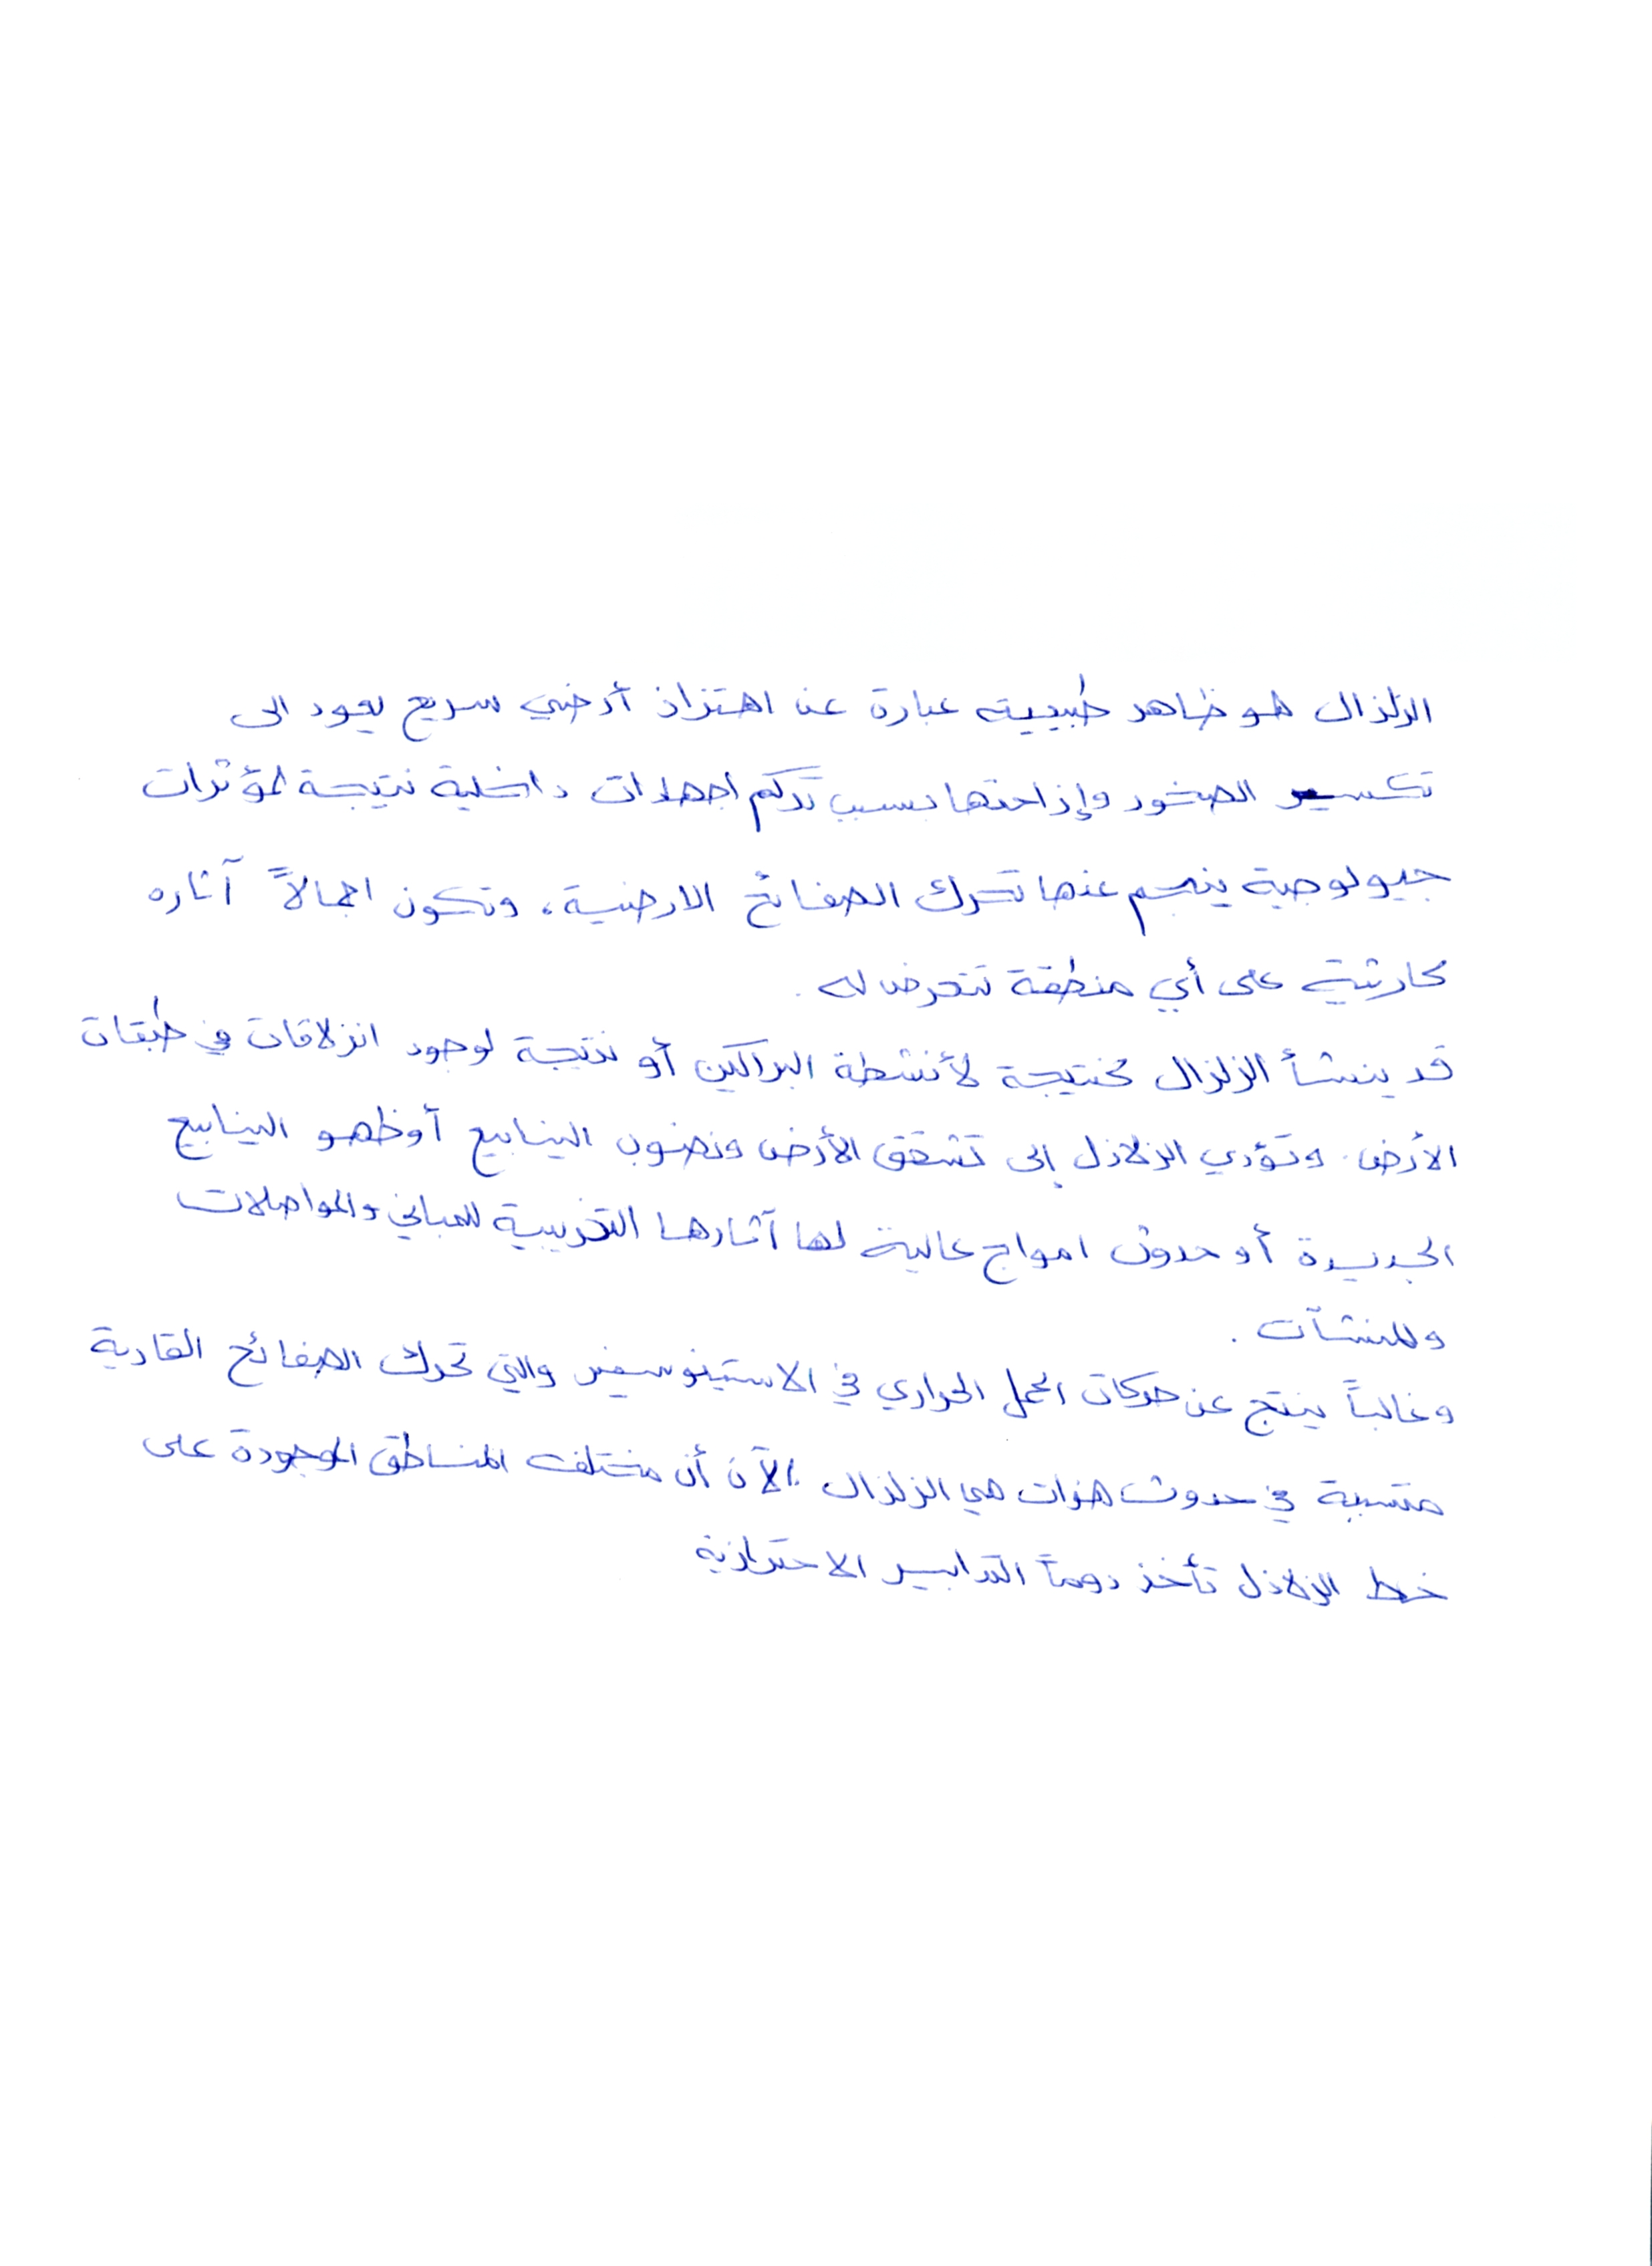 الزلزال هو ظاهر طبيعية عبارة عن اهتزاز أرضي سريع يعود الى
تكسير الصخور وإزاحتها بسبب تركم اجهادات داخلية نتيجة لمؤثرات
جيولوجية ينجم عنها تحرك الصفائح الارضية، وتكون اجمالاً آثاره
كارثية على أي منطقة تتعرض له.
قد ينشأ الزلزال كنتيجة لأنشطة البراكين أو نتيجة لوجود انزلاقات في طبقات
الأرض. وتؤدي الزلازل إلى تشقق الأرض ونضوب الينابيع أو ظهو الينابيع
الجديدة أو حدوث امواج عالية لها آثارها التخريبية للمباني والمواصلات
وللمنشآت.
وغالباً ينتج عن حركات الحمل الحراري في الاستينوسفير والتي تحرك الصفائح القارية
متسببة في حدوث هزات هي الزلزال. الآن أن مختلف المناطق الموجودة على
خط الزلازل تأخذ دوماً التدابير الاحترازية